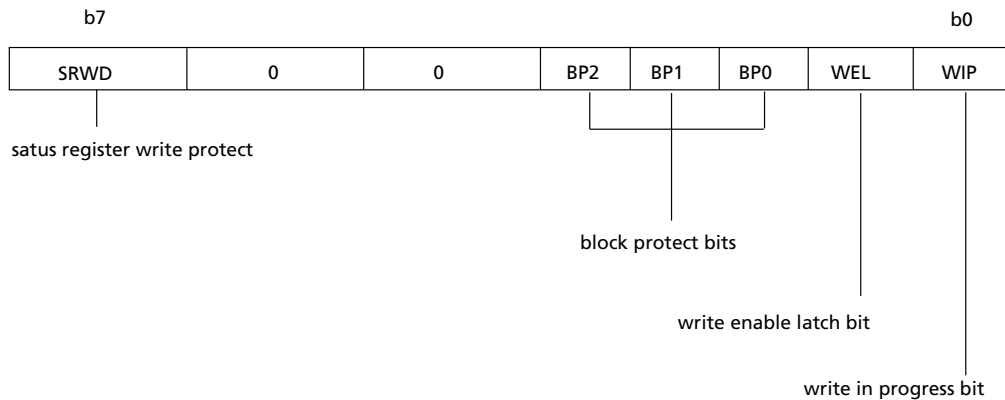 b7 b0
SRWD 0 0 BP2 BP1 BP0 WEL WIP
satus register write protect
block protect bits
write enable latch bit
write in progress bit